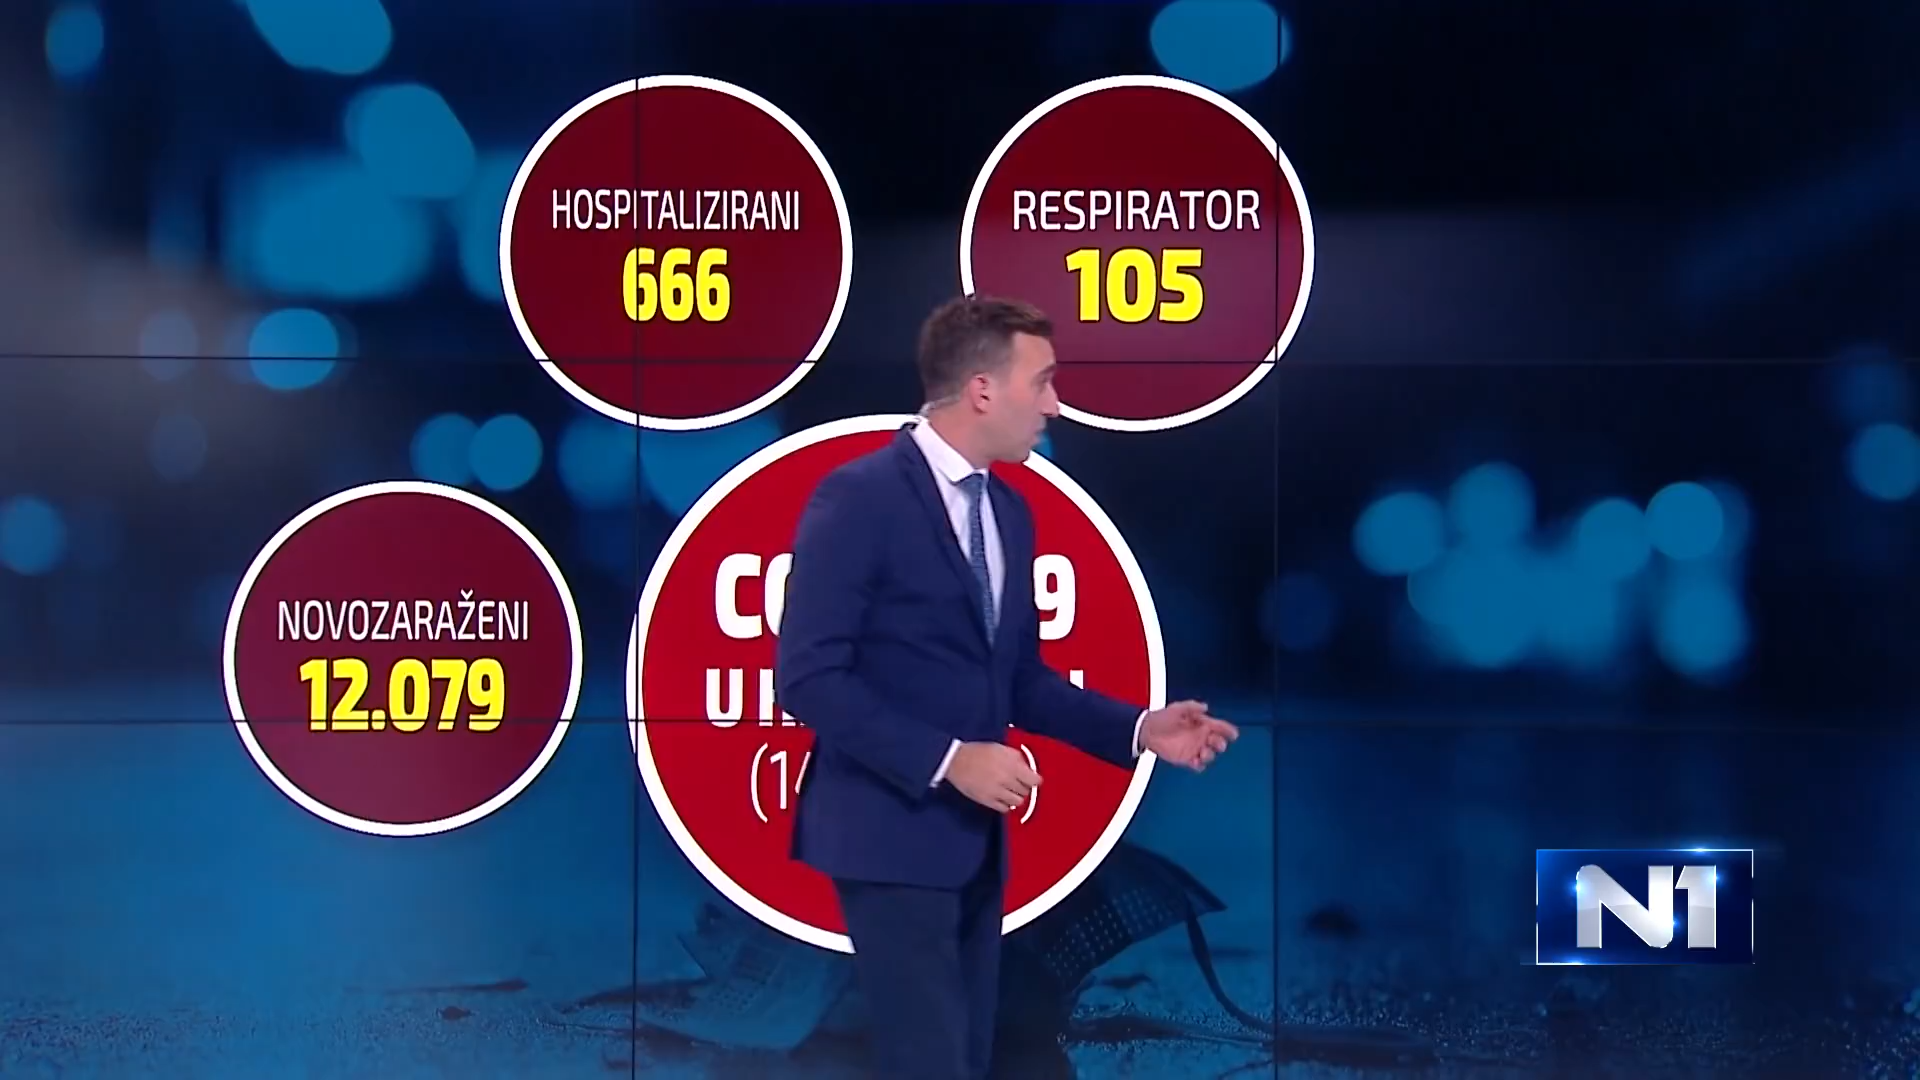 HOSPITALIZIRANI
666
RESPIRATOR
105
NOVOZARAŽENI
12.079
U
N1